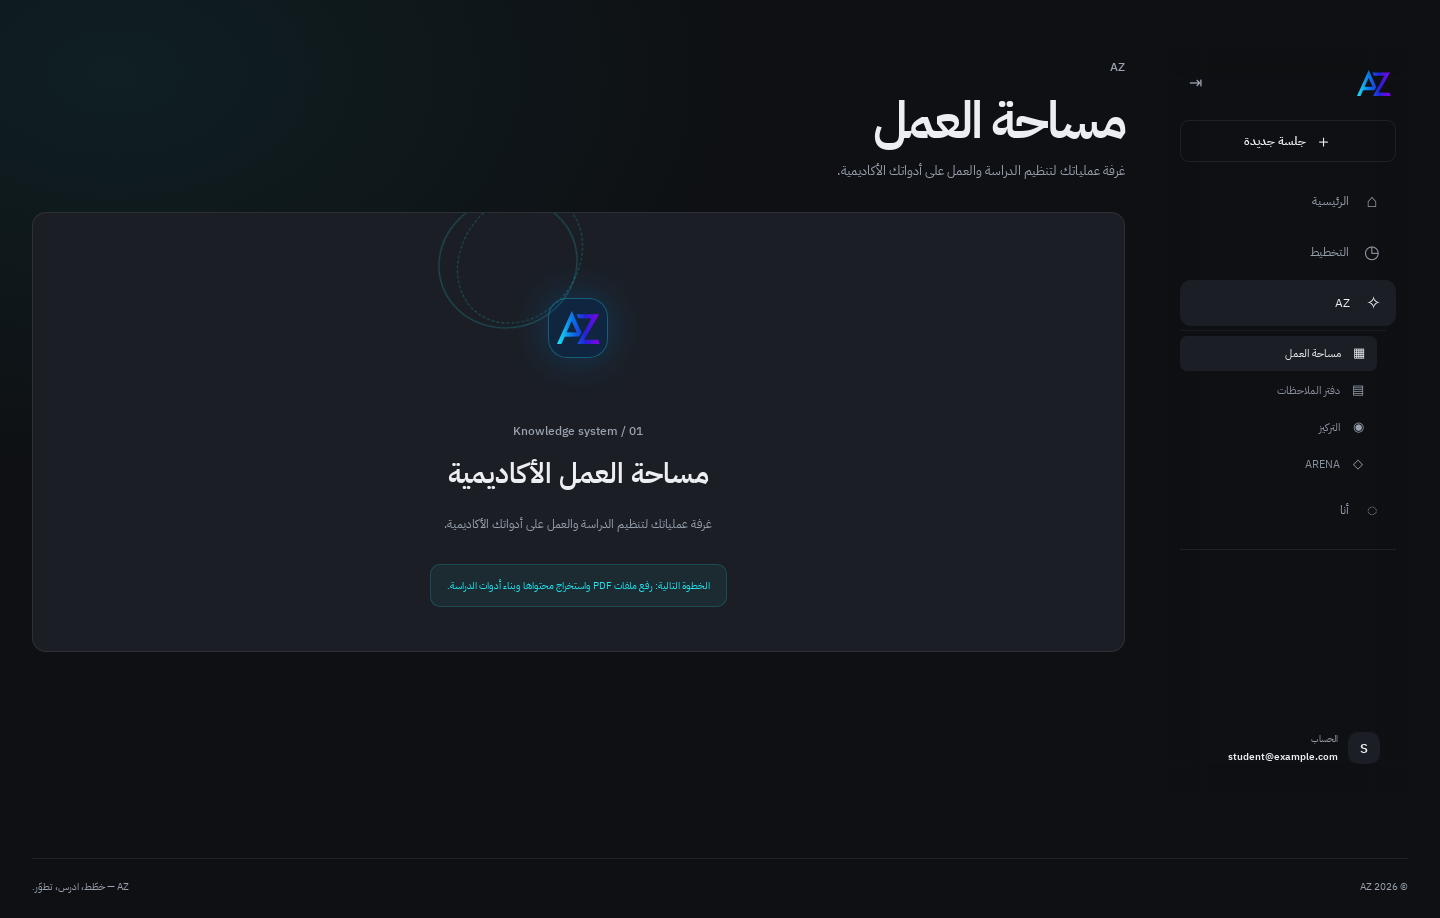 AZ
جلسة جديدة
الرئيسية
التخطيط
AZ
مساحة العمل
دفتر الملاحظات
التركيز
ARENA
أنا
الحساب
S
student@example.com
AZ
مساحة العمل
غرفة عملياتك لتنظيم الدراسة والعمل على أدواتك الأكاديمية.
AZ
Knowledge system / 01
مساحة العمل الأكاديمية
غرفة عملياتك لتنظيم الدراسة والعمل على أدواتك الأكاديمية.
الخطوة التالية: رفع ملفات PDF واستخراج محتواها وبناء أدوات الدراسة.
© 2026 AZ
AZ — خطّط، ادرس، تطوّر.